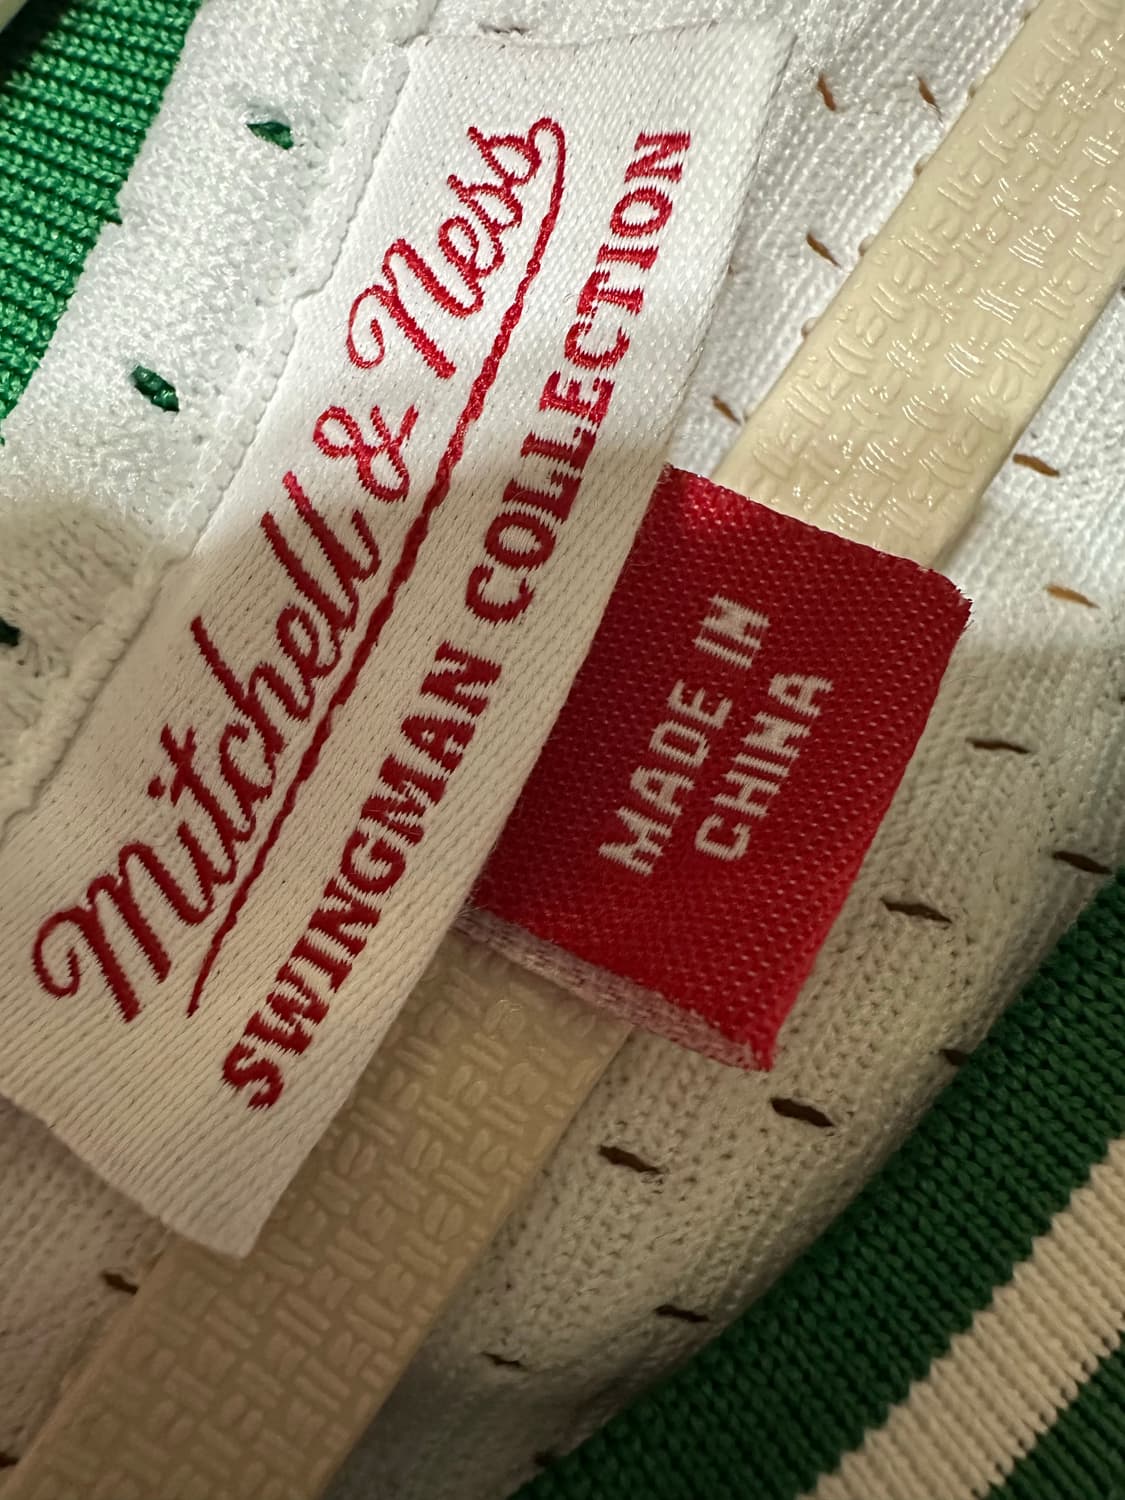 Mitchell & Ness
SWINGMAN COLLECTION
MADE IN
CHINA